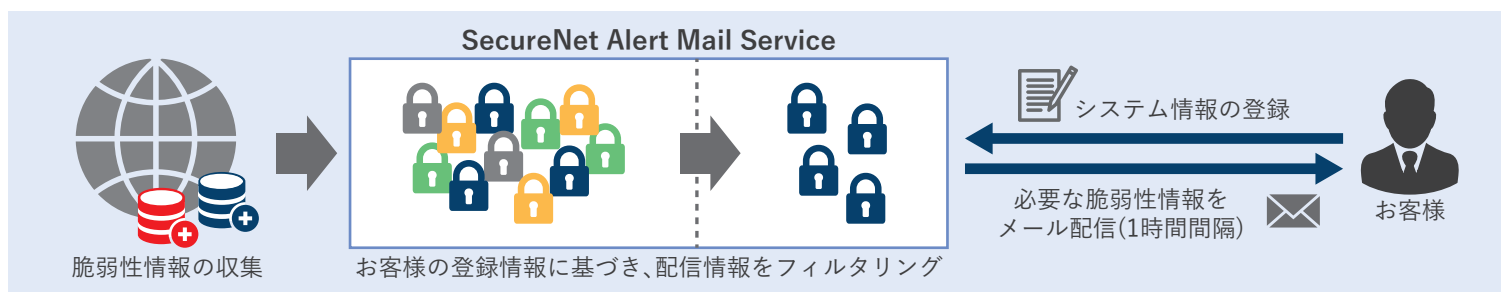 SecureNet Alert Mail Service
システム情報の登録
必要な脆弱性情報を
メール配信(1時間間隔)
お客様
脆弱性情報の収集
お客様の登録情報に基づき、配信情報をフィルタリング